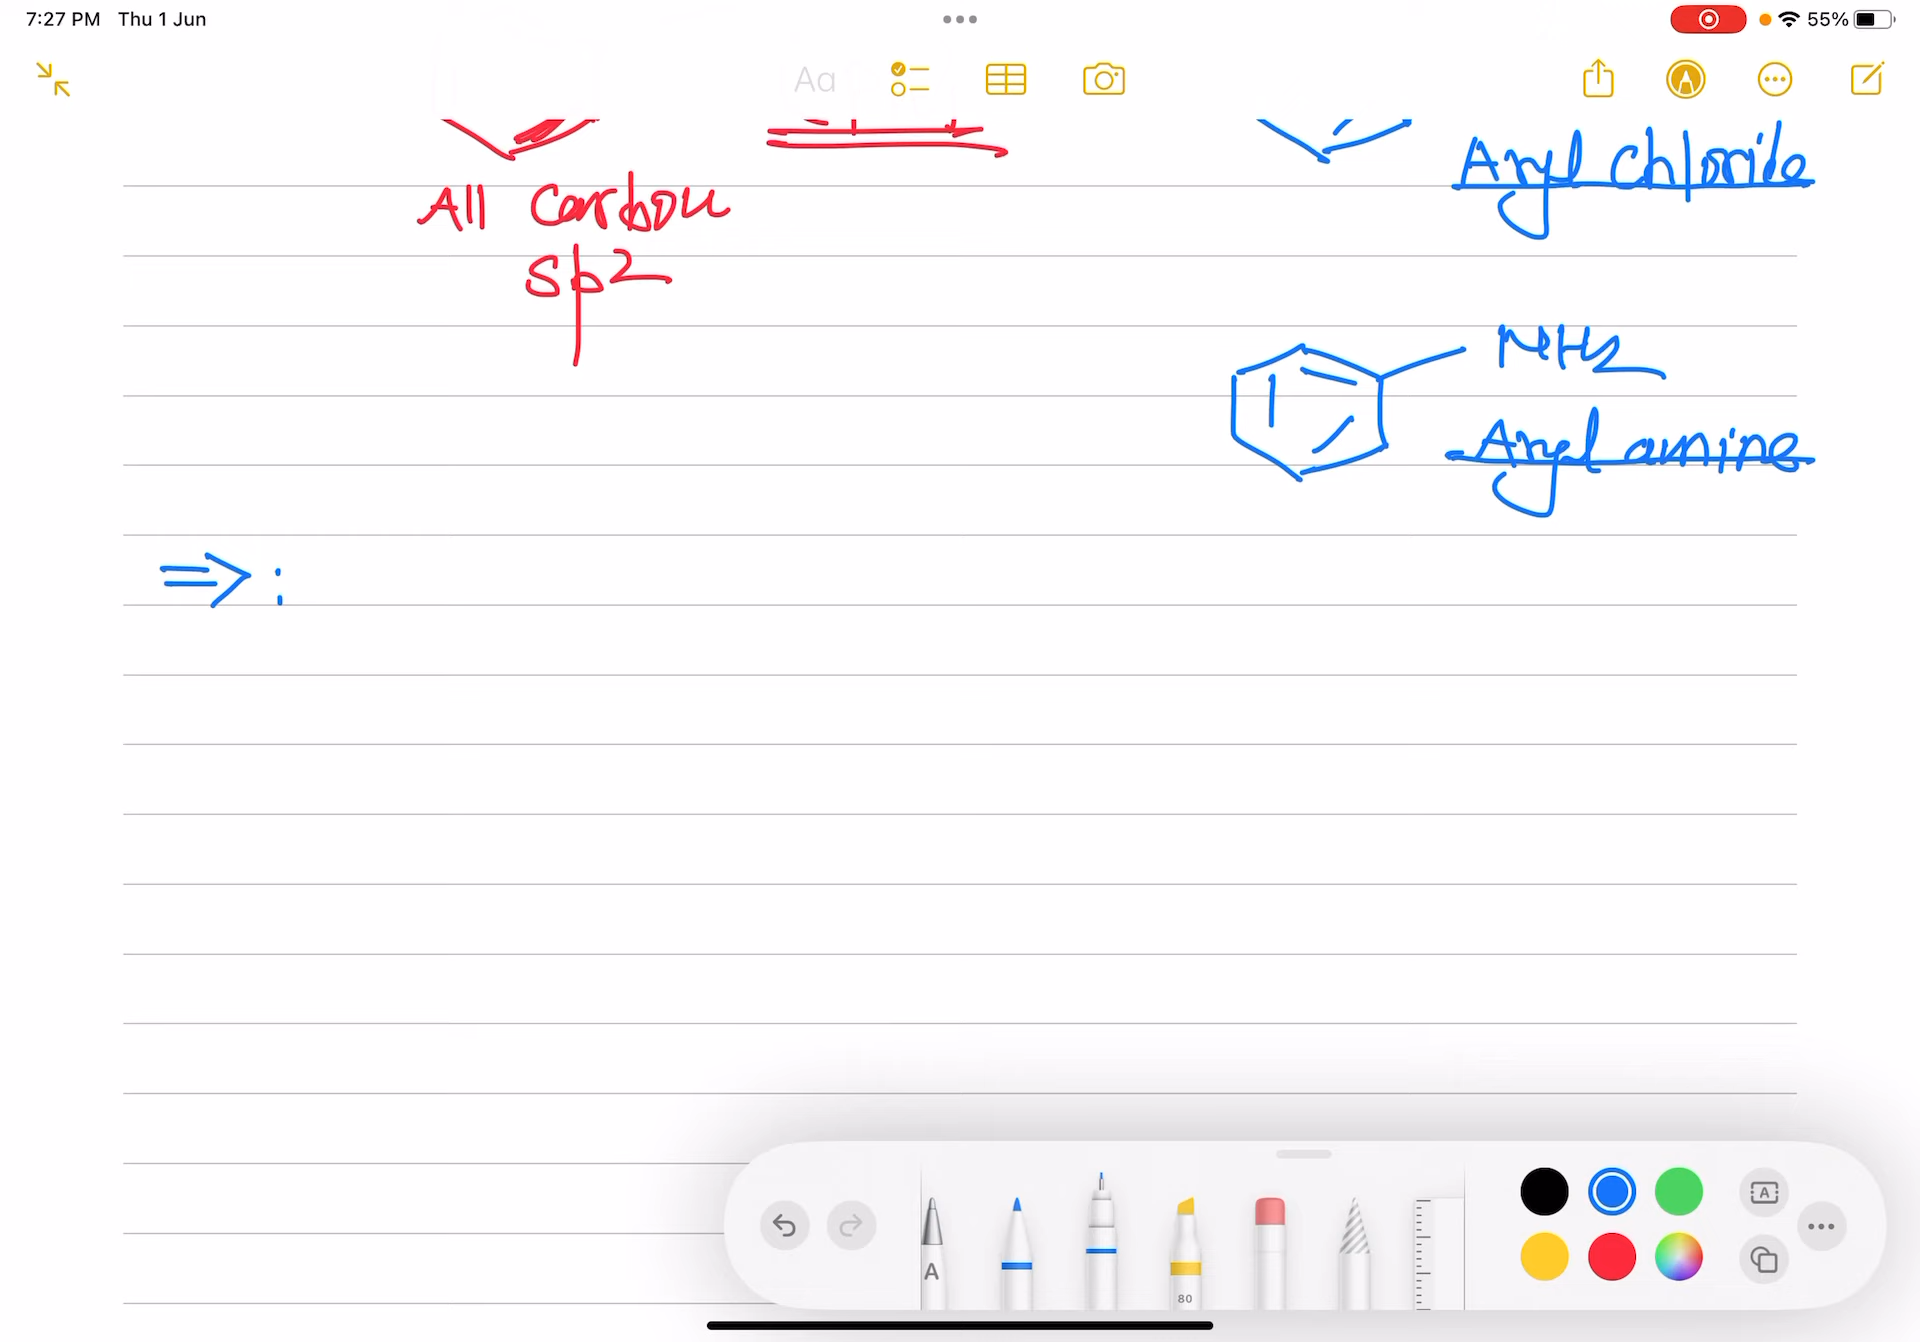 7:27 PM Thu 1 Jun
55%
Aa
Aryl Chloride
All Carbon
sp2
NH2
Aryl amine
⇒ :
A
80
A